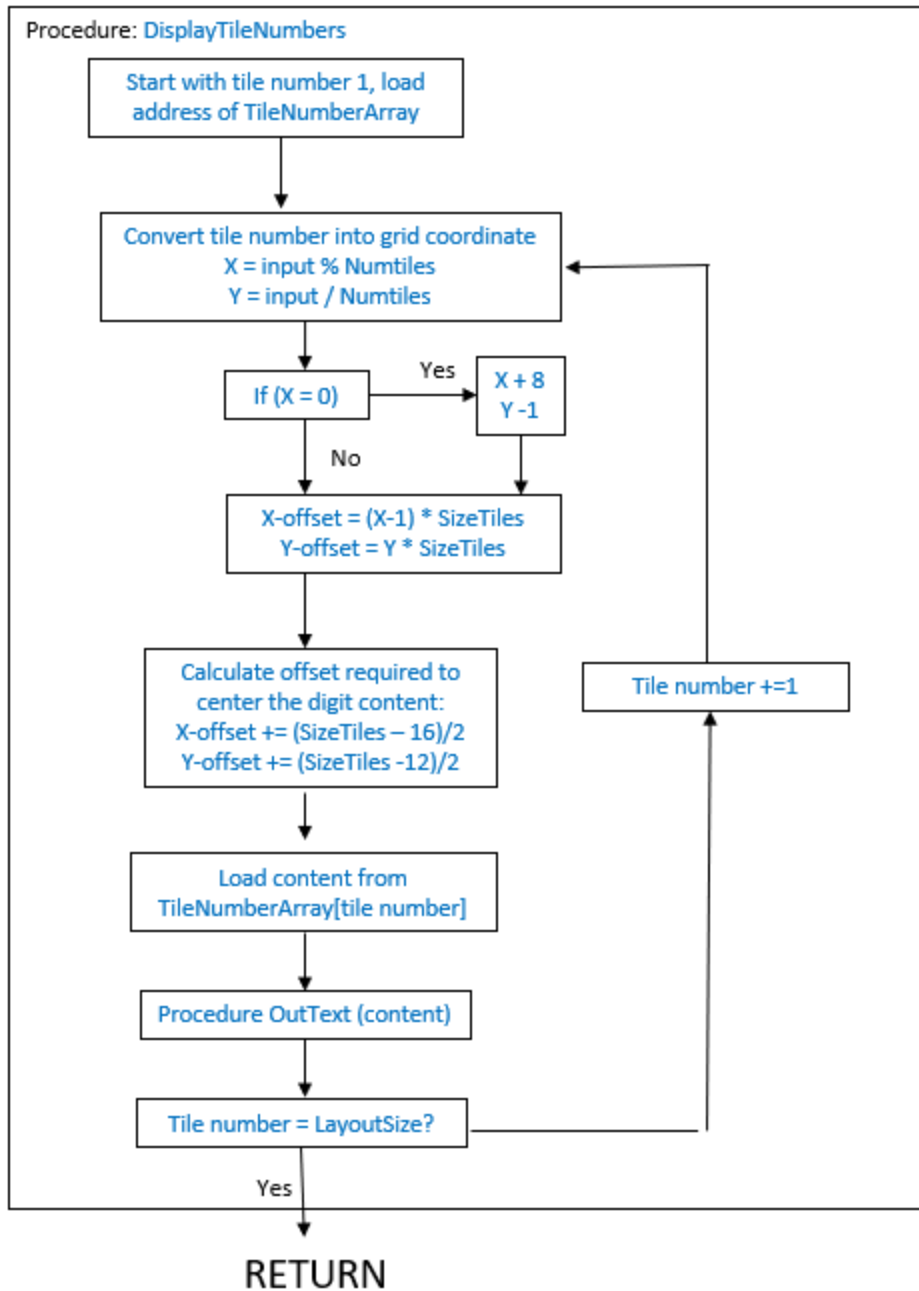 Procedure: DisplayTileNumbers
Start with tile number 1, load
address of TileNumberArray
Convert tile number into grid coordinate
X = input % Numtiles
Y = input / Numtiles
If (X = 0)
Yes
X + 8
Y -1
No
X-offset = (X-1) * SizeTiles
Y-offset = Y * SizeTiles
Calculate offset required to
center the digit content:
X-offset += (SizeTiles – 16)/2
Y-offset += (SizeTiles -12)/2
Tile number +=1
Load content from
TileNumberArray[tile number]
Procedure OutText (content)
Tile number = LayoutSize?
Yes
RETURN